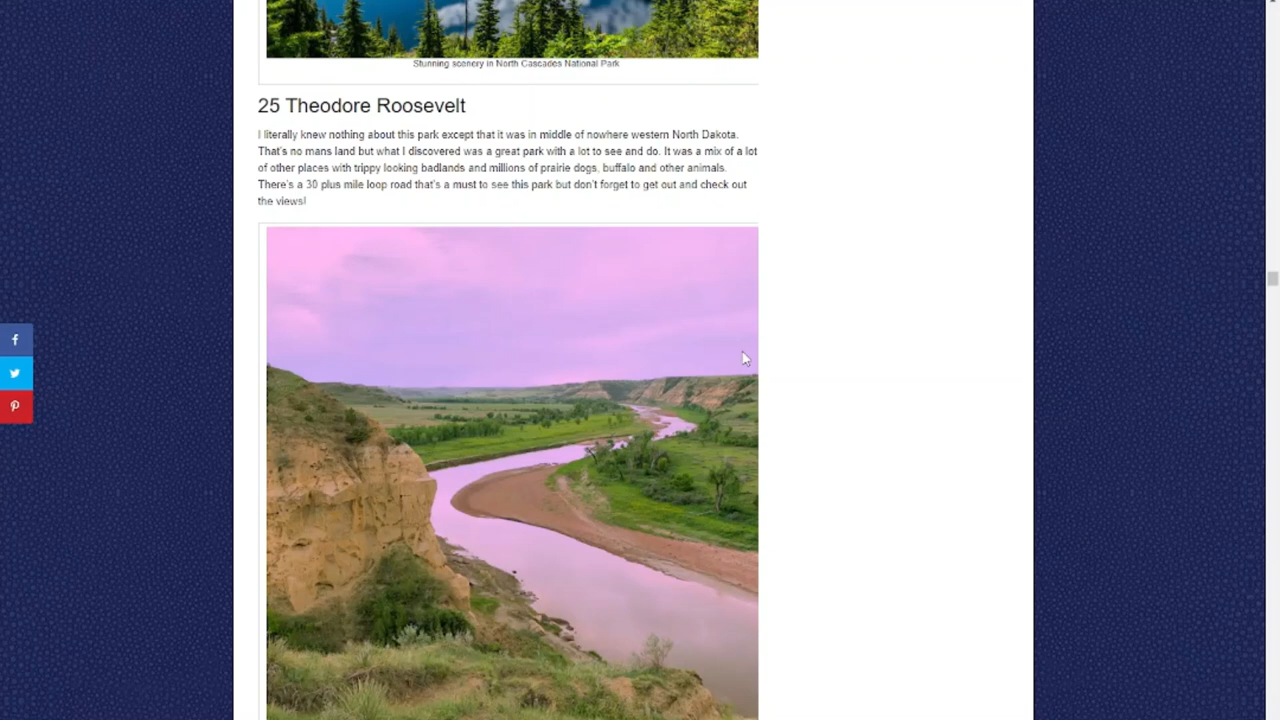 Stunning scenery in North Cascades National Park
25 Theodore Roosevelt
I literally knew nothing about this park except that it was in middle of nowhere western North Dakota.
That's no mans land but what I discovered was a great park with a lot to see and do. It was a mix of a lot
of other places with trippy looking badlands and millions of prairie dogs, buffalo and other animals.
There's a 30 plus mile loop road that's a must to see this park but don't forget to get out and check out
the views!